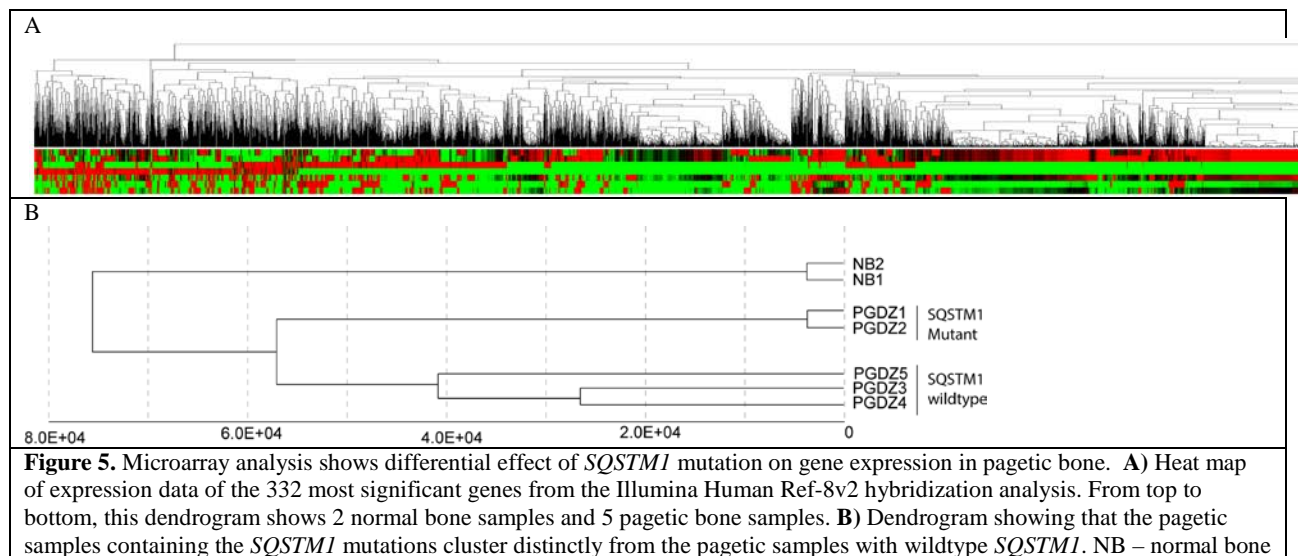 A
B
NB2
NB1
PGDZ1
PGDZ2
SQSTM1
Mutant
PGDZ5
PGDZ3
PGDZ4
SQSTM1
wildtype
8.0E+04 6.0E+04 4.0E+04 2.0E+04 0
Figure 5. Microarray analysis shows differential effect of SQSTM1 mutation on gene expression in pagetic bone. A) Heat map
of expression data of the 332 most significant genes from the Illumina Human Ref-8v2 hybridization analysis. From top to
bottom, this dendrogram shows 2 normal bone samples and 5 pagetic bone samples. B) Dendrogram showing that the pagetic
samples containing the SQSTM1 mutations cluster distinctly from the pagetic samples with wildtype SQSTM1. NB – normal bone